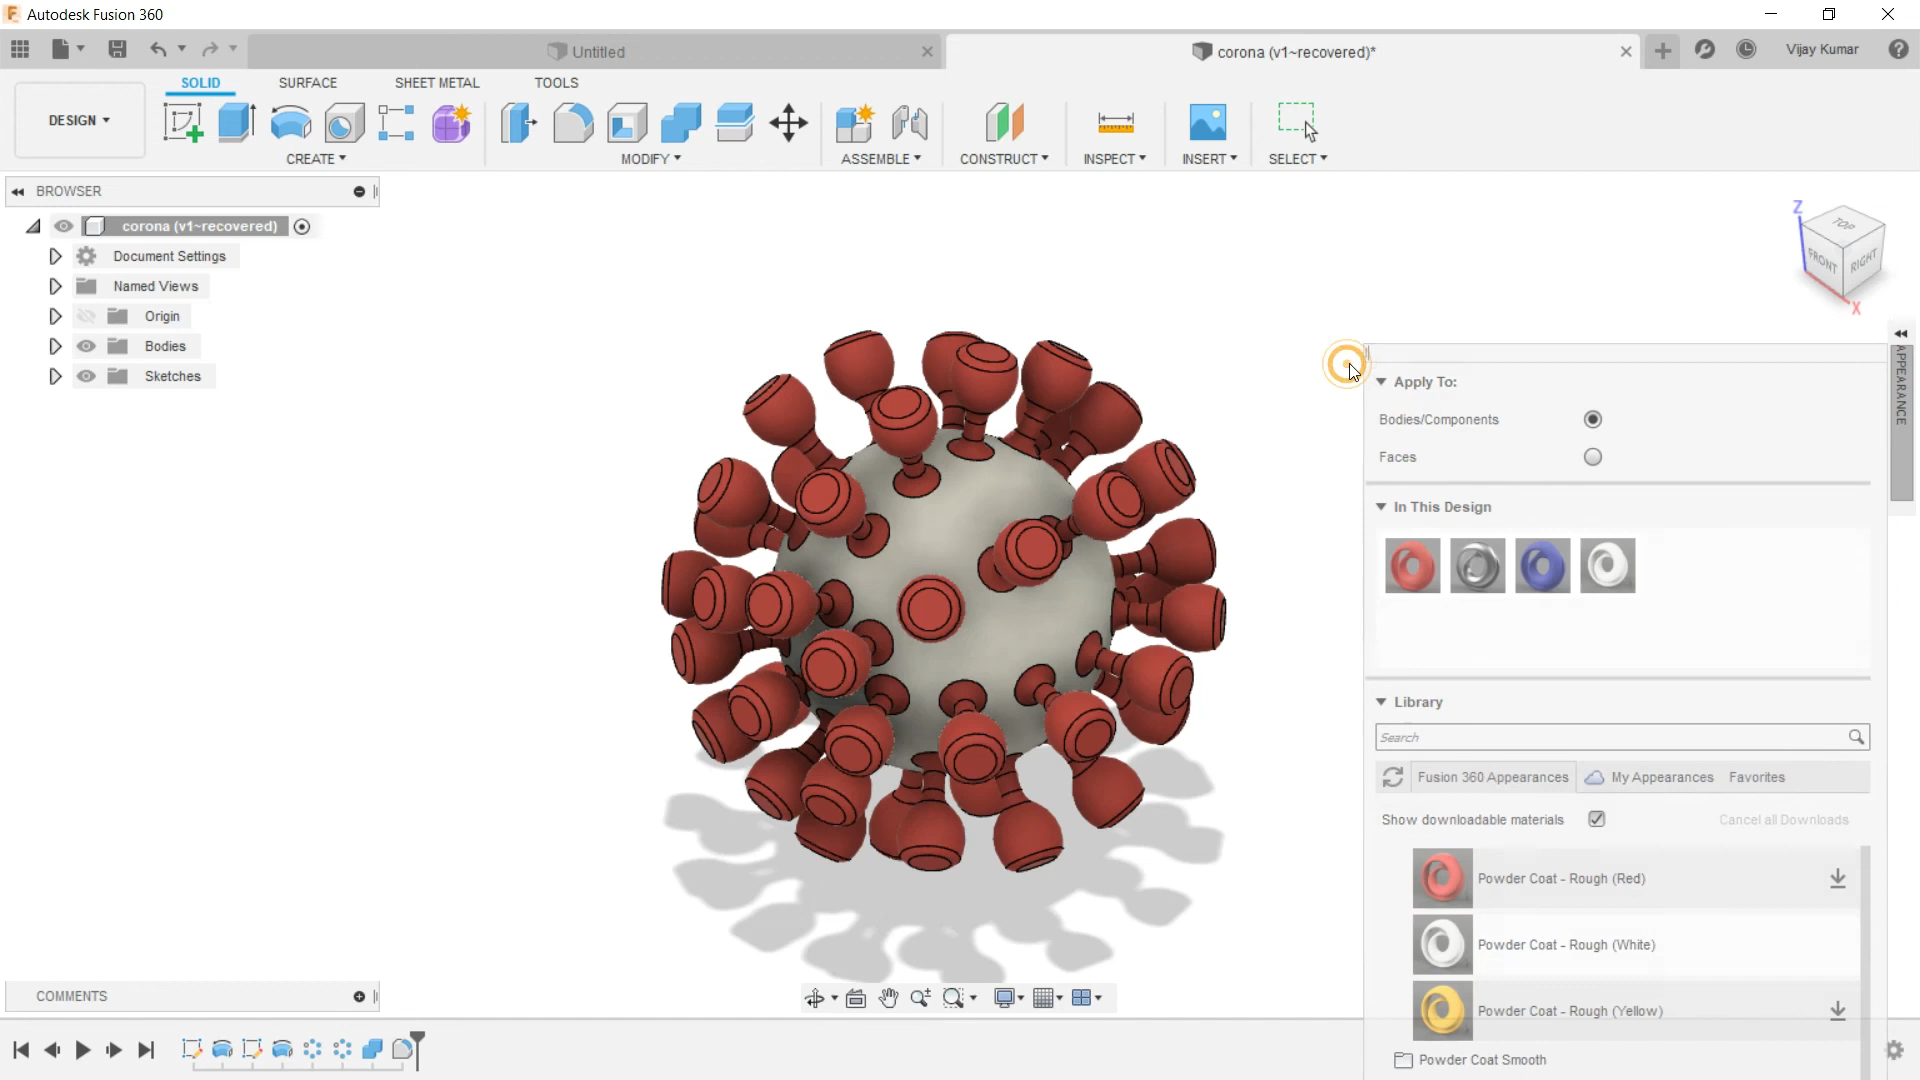 Autodesk Fusion 360
Untitled
corona (v1~recovered)*
Vijay Kumar
DESIGN
SOLID
SURFACE
SHEET METAL
TOOLS
CREATE
MODIFY
ASSEMBLE
CONSTRUCT
INSPECT
INSERT
SELECT
BROWSER
corona (v1~recovered)
Document Settings
Named Views
Origin
Bodies
Sketches
Z
TOP
FRONT
RIGHT
X
APPEARANCE
Apply To:
Bodies/Components
Faces
In This Design
Library
Search
Fusion 360 Appearances
My Appearances
Favorites
Show downloadable materials
Cancel all Downloads
Powder Coat - Rough (Red)
Powder Coat - Rough (White)
Powder Coat - Rough (Yellow)
Powder Coat Smooth
COMMENTS